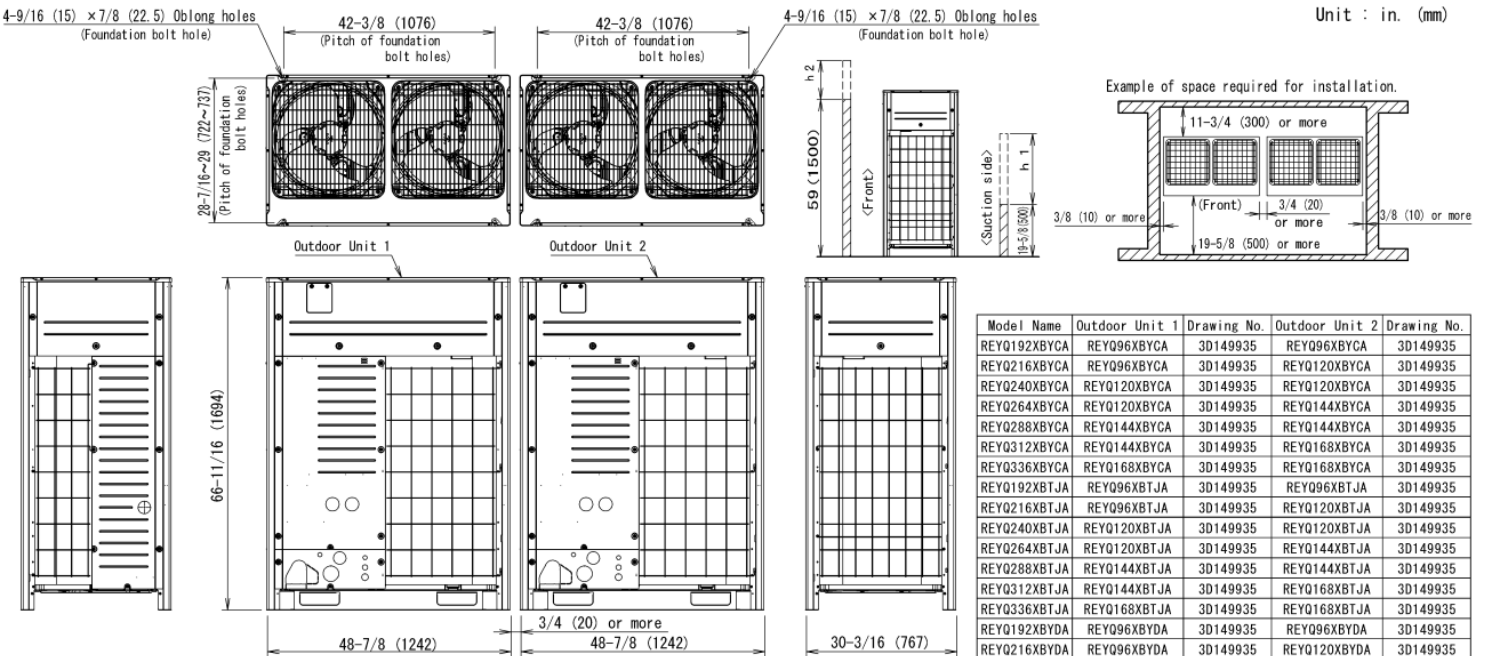 4-9/16 (15) ×7/8 (22.5) Oblong holes
(Foundation bolt hole)
42-3/8 (1076)
(Pitch of foundation
bolt holes)
42-3/8 (1076)
(Pitch of foundation
bolt holes)
4-9/16 (15) ×7/8 (22.5) Oblong holes
(Foundation bolt hole)
Unit : in. (mm)
28-7/16~29 (722~737)
(Pitch of foundation
bolt holes)
h 2
59 (1500)
<Front>
<Suction side>
h 1
19-5/8(500)
Example of space required for installation.
11-3/4 (300) or more
(Front)
3/4 (20)
or more
3/8 (10) or more
3/8 (10) or more
19-5/8 (500) or more
Outdoor Unit 1
Outdoor Unit 2
66-11/16 (1694)
3/4 (20) or more
48-7/8 (1242)
48-7/8 (1242)
30-3/16 (767)
Model Name Outdoor Unit 1 Drawing No. Outdoor Unit 2 Drawing No.
REYQ192XBYCA REYQ96XBYCA 3D149935 REYQ96XBYCA 3D149935
REYQ216XBYCA REYQ96XBYCA 3D149935 REYQ120XBYCA 3D149935
REYQ240XBYCA REYQ120XBYCA 3D149935 REYQ120XBYCA 3D149935
REYQ264XBYCA REYQ120XBYCA 3D149935 REYQ144XBYCA 3D149935
REYQ288XBYCA REYQ144XBYCA 3D149935 REYQ144XBYCA 3D149935
REYQ312XBYCA REYQ144XBYCA 3D149935 REYQ168XBYCA 3D149935
REYQ336XBYCA REYQ168XBYCA 3D149935 REYQ168XBYCA 3D149935
REYQ192XBTJA REYQ96XBTJA 3D149935 REYQ96XBTJA 3D149935
REYQ216XBTJA REYQ96XBTJA 3D149935 REYQ120XBTJA 3D149935
REYQ240XBTJA REYQ120XBTJA 3D149935 REYQ120XBTJA 3D149935
REYQ264XBTJA REYQ120XBTJA 3D149935 REYQ144XBTJA 3D149935
REYQ288XBTJA REYQ144XBTJA 3D149935 REYQ144XBTJA 3D149935
REYQ312XBTJA REYQ144XBTJA 3D149935 REYQ168XBTJA 3D149935
REYQ336XBTJA REYQ168XBTJA 3D149935 REYQ168XBTJA 3D149935
REYQ192XBYDA REYQ96XBYDA 3D149935 REYQ96XBYDA 3D149935
REYQ216XBYDA REYQ96XBYDA 3D149935 REYQ120XBYDA 3D149935